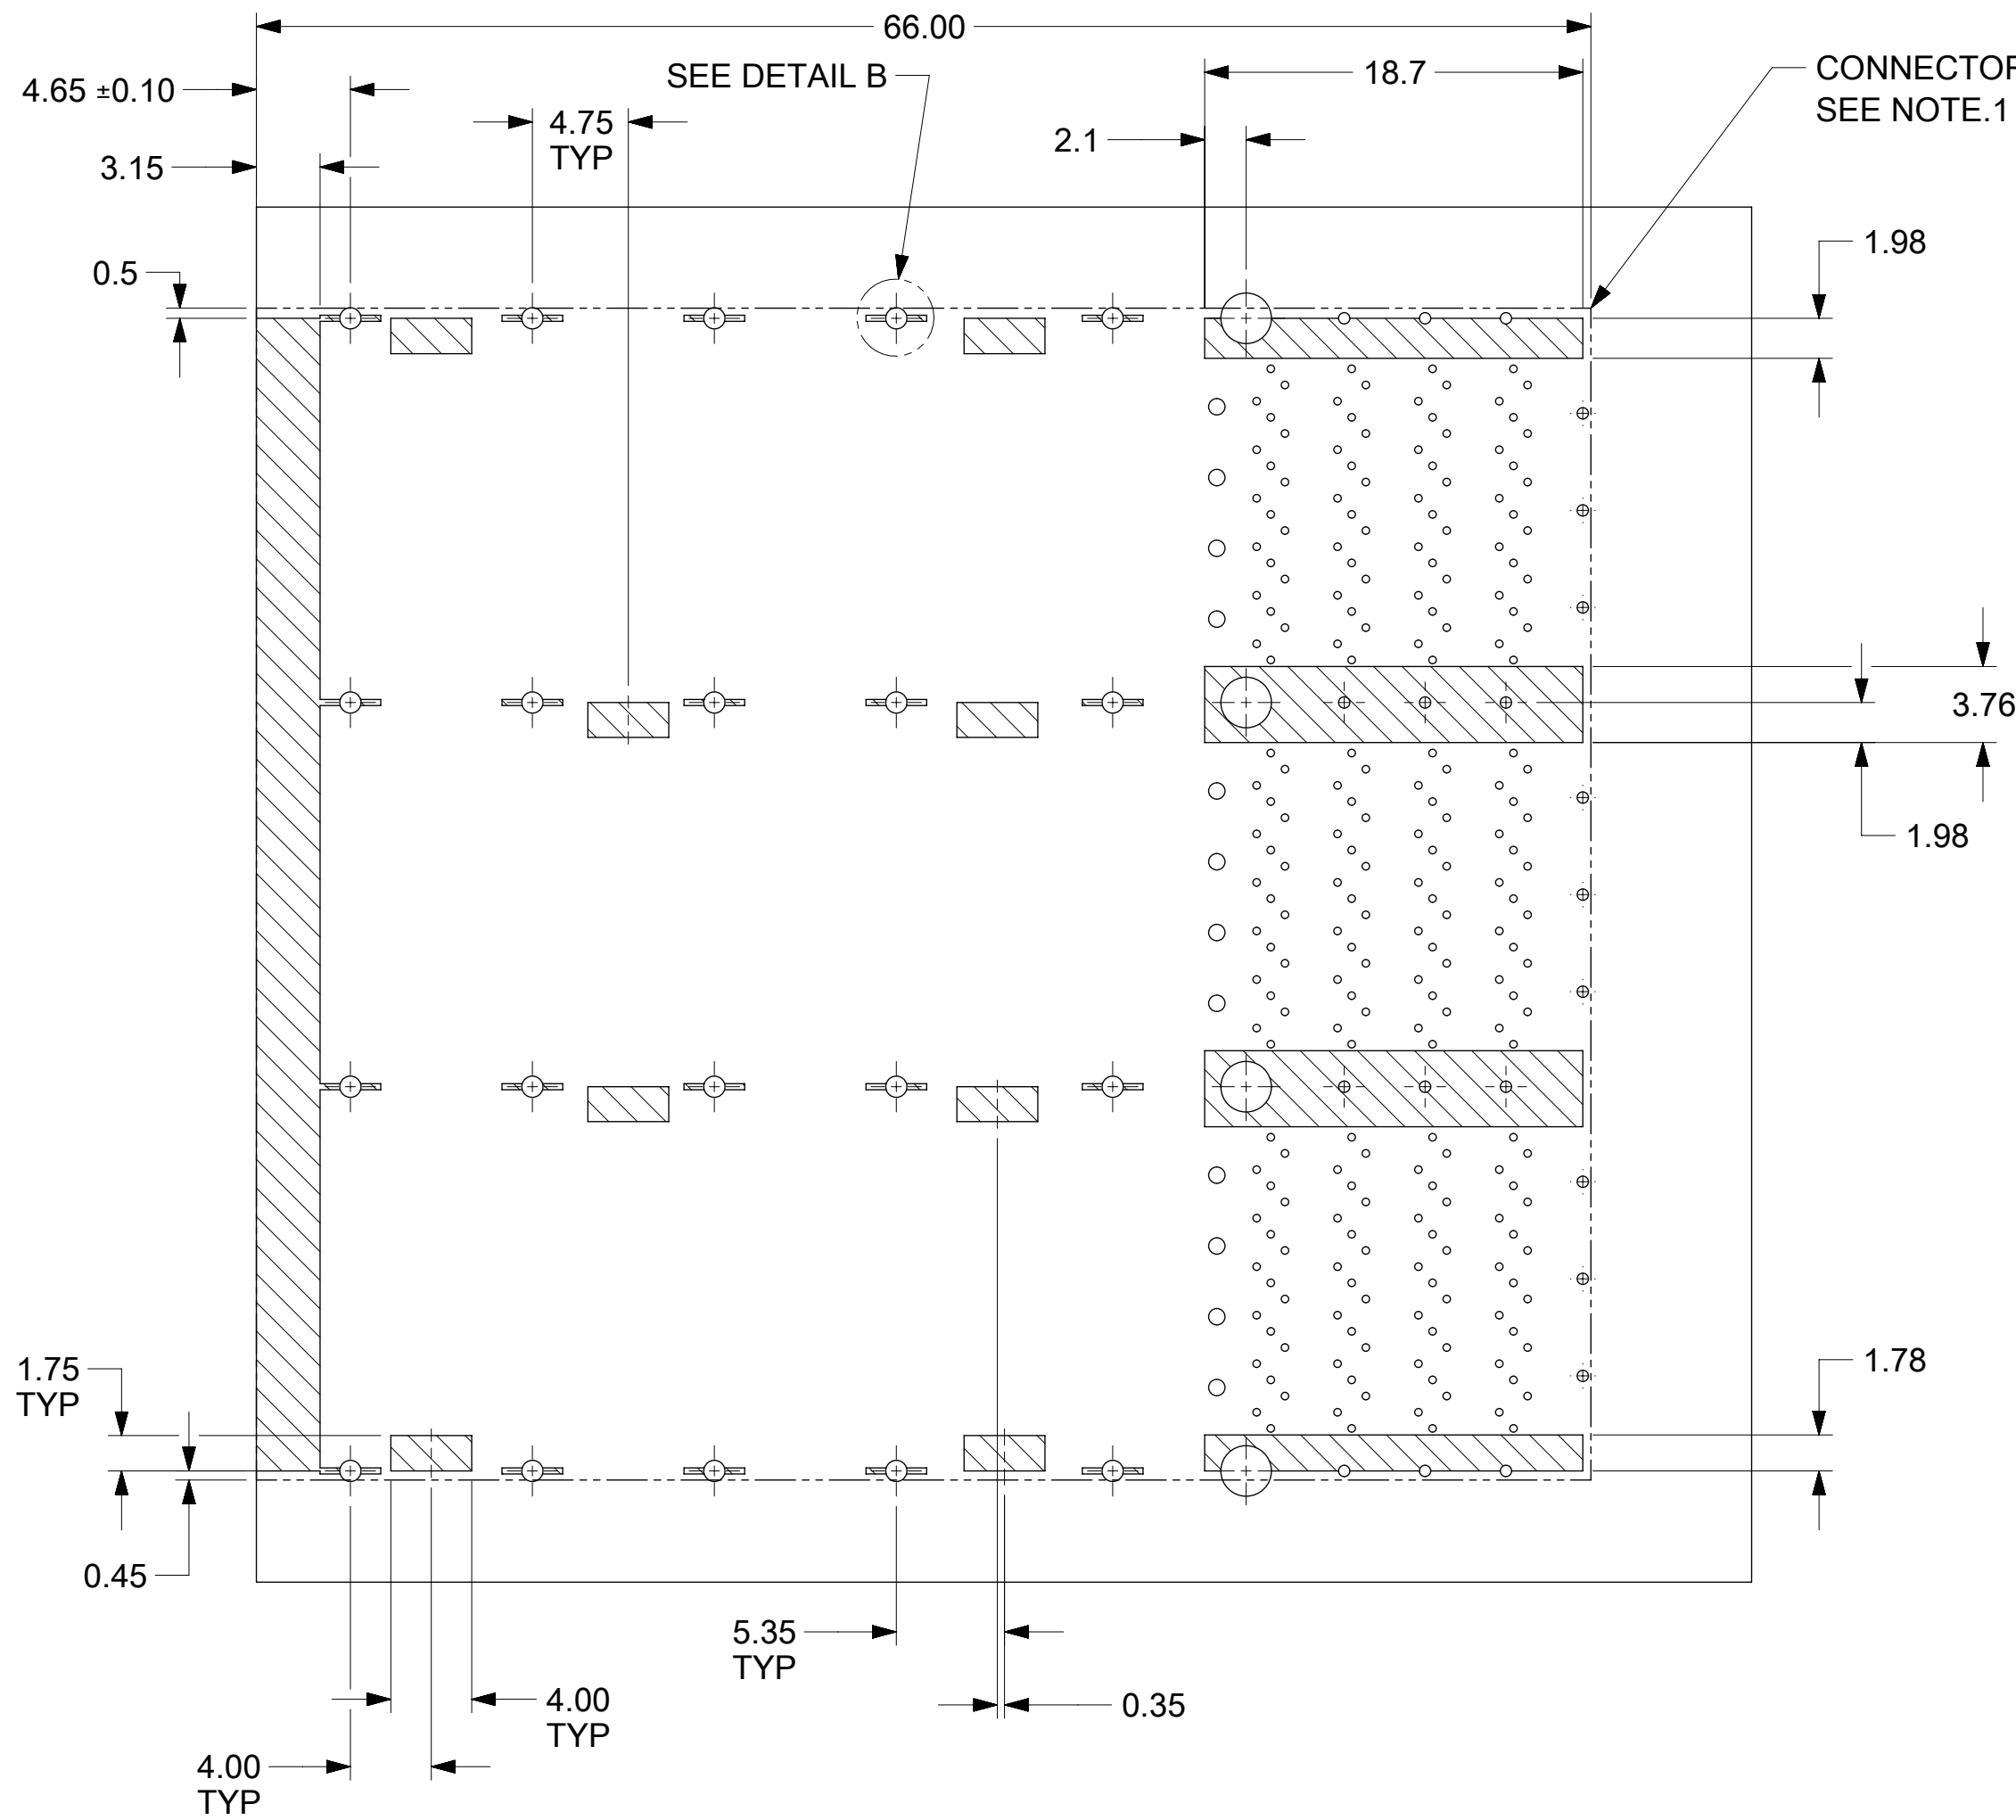 66.00
4.65 ±0.10
SEE DETAIL B
18.7
CONNECTOR
SEE NOTE.1
4.75
TYP
2.1
3.15
1.98
0.5
3.76
1.98
1.75
TYP
1.78
0.45
5.35
TYP
4.00
TYP
0.35
4.00
TYP